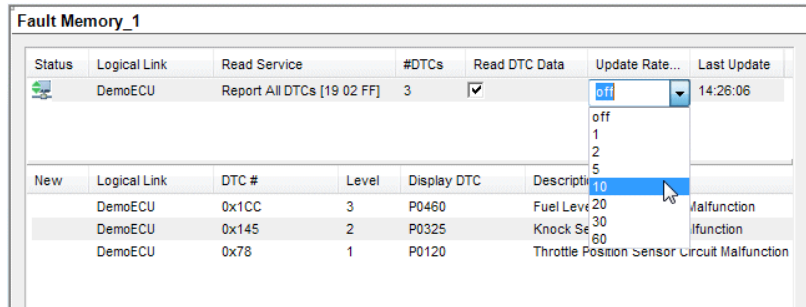 Fault Memory_1
Status Logical Link Read Service #DTCs Read DTC Data Update Rate... Last Update
DemoECU Report All DTCs [19 02 FF] 3 off 14:26:06
off
1
2
5
10
20
30
60
New Logical Link DTC # Level Display DTC Descripti
DemoECU 0x1CC 3 P0460 Fuel Leve Malfunction
DemoECU 0x145 2 P0325 Knock Se lfunction
DemoECU 0x78 1 P0120 Throttle Position Sensor Circuit Malfunction